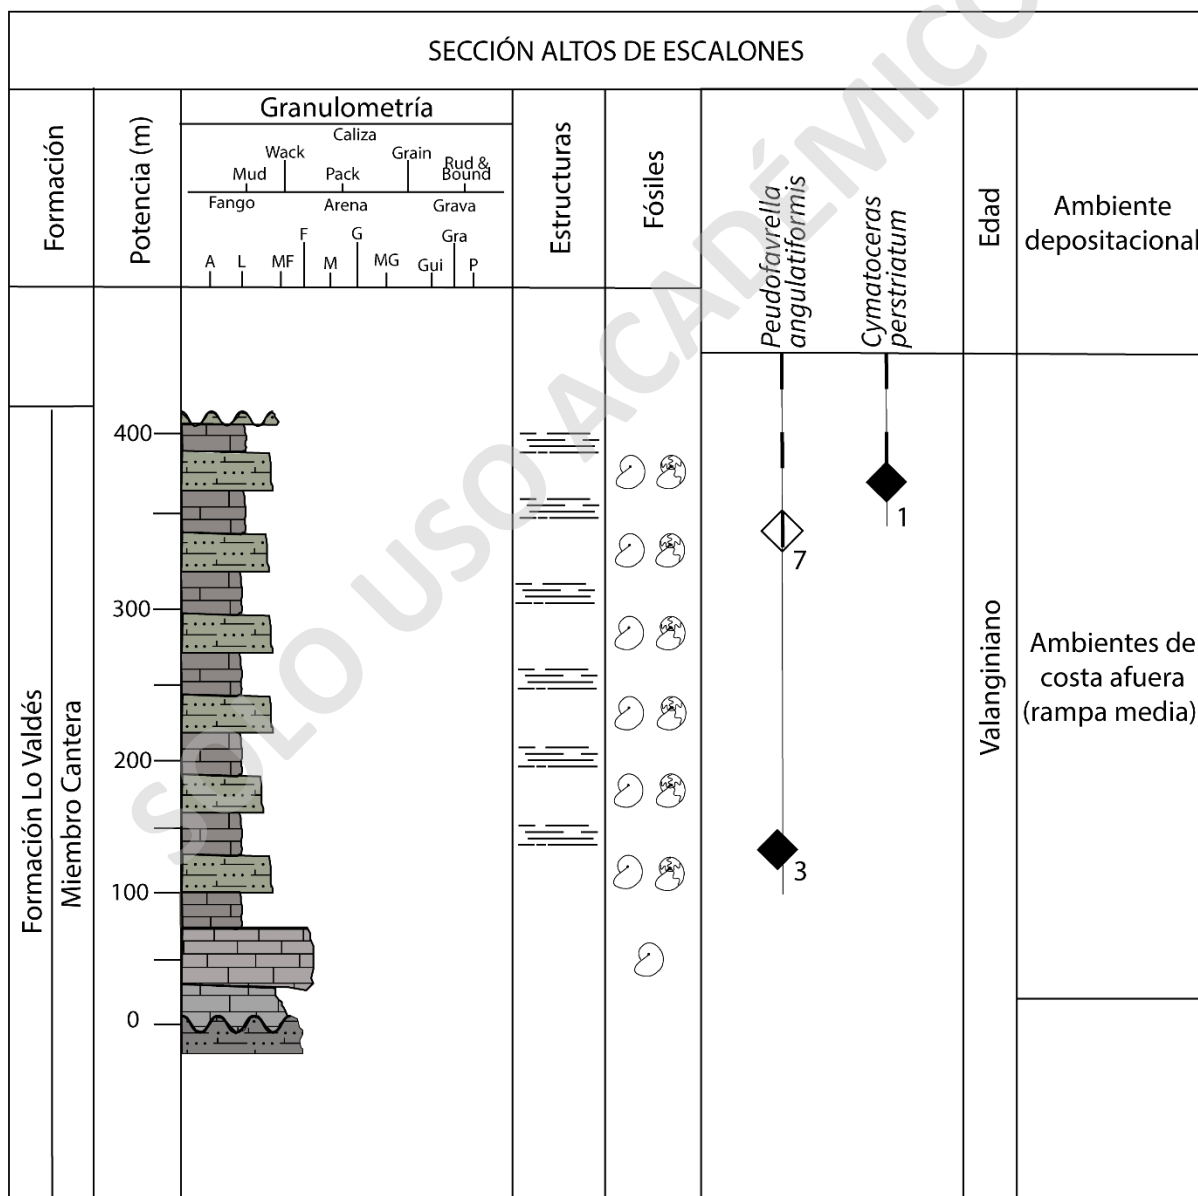 SECCIÓN ALTOS DE ESCALONES
Formación
Potencia (m)
Granulometría
Caliza
Wack
Grain
Mud
Pack
Rud &
Bound
Fango
Arena
Grava
F
G
Gra
A
L
MF
M
MG
Gui
P
Estructuras
Fósiles
Peudofavrella
angulatiformis
Cymatoceras
perstriatum
Edad
Ambiente
depositacional
400
300
200
100
0
1
7
3
Formación Lo Valdés
Miembro Cantera
Valanginiano
Ambientes de
costa afuera
(rampa media)
SOLO USO ACADÉMICO